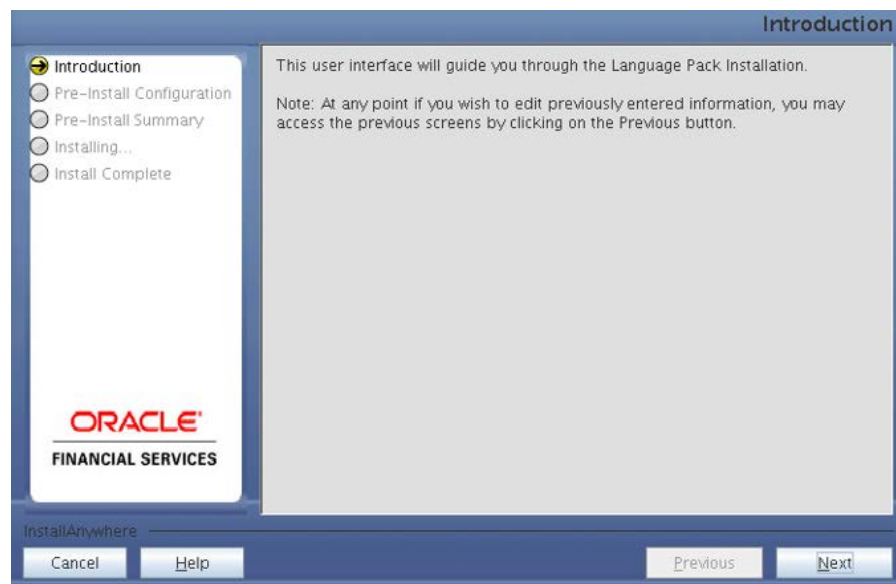 Introduction
Introduction
Pre-Install Configuration
Pre-Install Summary
Installing...
Install Complete
ORACLE'
FINANCIAL SERVICES
This user interface will guide you through the Language Pack Installation.
Note: At any point if you wish to edit previously entered information, you may
access the previous screens by clicking on the Previous button.
InstallAnywhere
Cancel
Help
Previous
Next